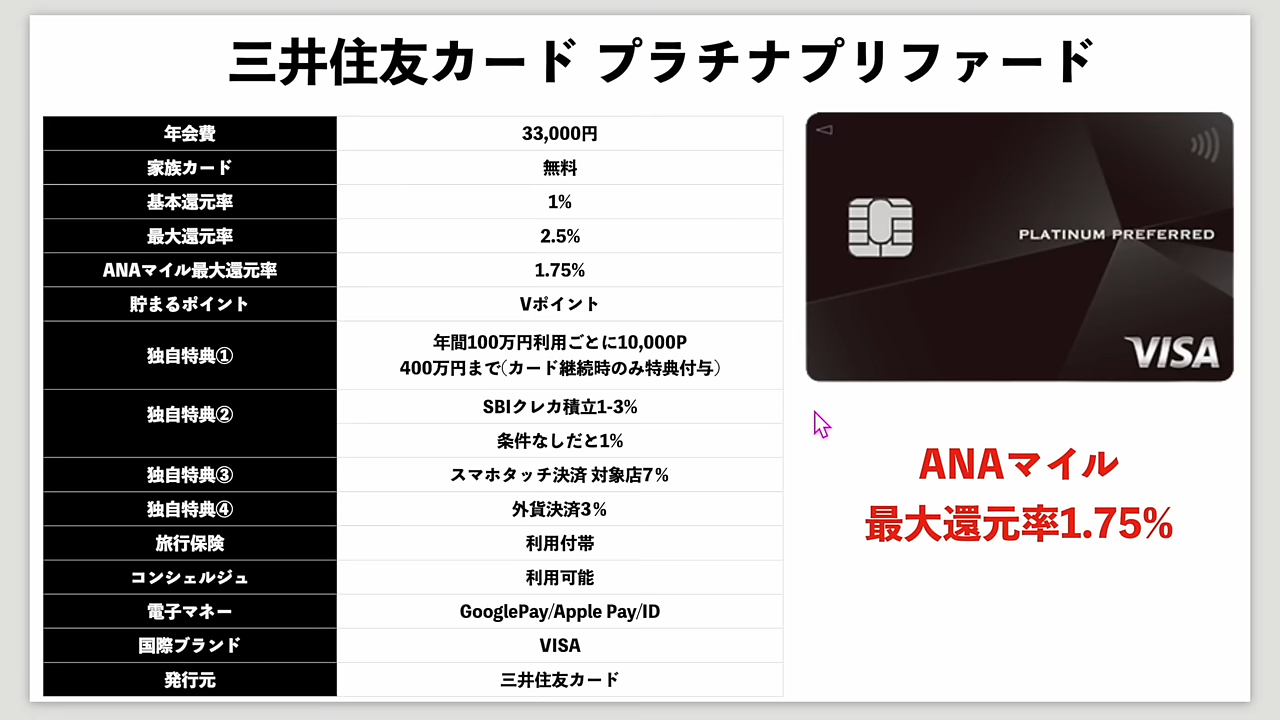 三井住友カード プラチナプリファード
年会費 33,000円
家族カード 無料
基本還元率 1%
最大還元率 2.5%
ANAマイル最大還元率 1.75%
貯まるポイント Vポイント
独自特典① 年間100万円利用ごとに10,000P
400万円まで(カード継続時のみ特典付与)
独自特典② SBIクレカ積立1-3%
条件なしだと1%
独自特典③ スマホタッチ決済 対象店7%
独自特典④ 外貨決済3%
旅行保険 利用付帯
コンシェルジュ 利用可能
電子マネー GooglePay/Apple Pay/ID
国際ブランド VISA
発行元 三井住友カード
PLATINUM PREFERRED
VISA
ANAマイル
最大還元率1.75%